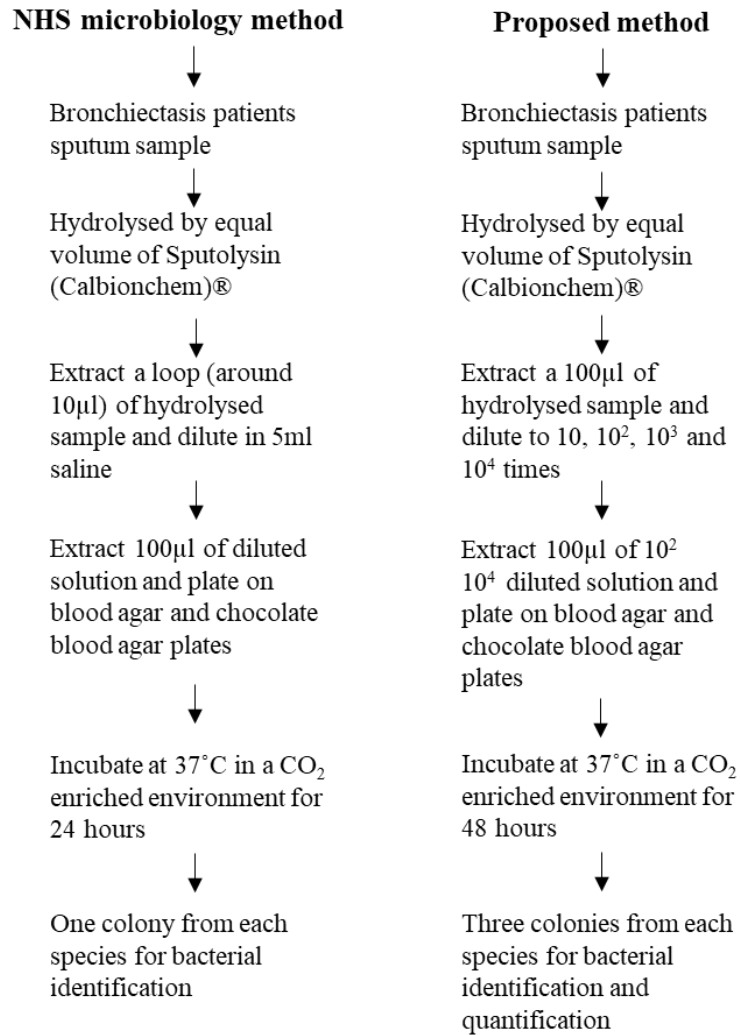 NHS microbiology method
Bronchiectasis patients
sputum sample
Hydrolysed by equal
volume of Sputolysin
(Calbionchem)®
Extract a loop (around
10µl) of hydrolysed
sample and dilute in 5ml
saline
Extract 100µl of diluted
solution and plate on
blood agar and chocolate
blood agar plates
Incubate at 37˚C in a CO₂
enriched environment for
24 hours
One colony from each
species for bacterial
identification
Proposed method
Bronchiectasis patients
sputum sample
Hydrolysed by equal
volume of Sputolysin
(Calbionchem)®
Extract a 100µl of
hydrolysed sample and
dilute to 10, 10², 10³ and
10⁴ times
Extract 100µl of 10²
10⁴ diluted solution and
plate on blood agar and
chocolate blood agar
plates
Incubate at 37˚C in a CO₂
enriched environment for
48 hours
Three colonies from each
species for bacterial
identification and
quantification